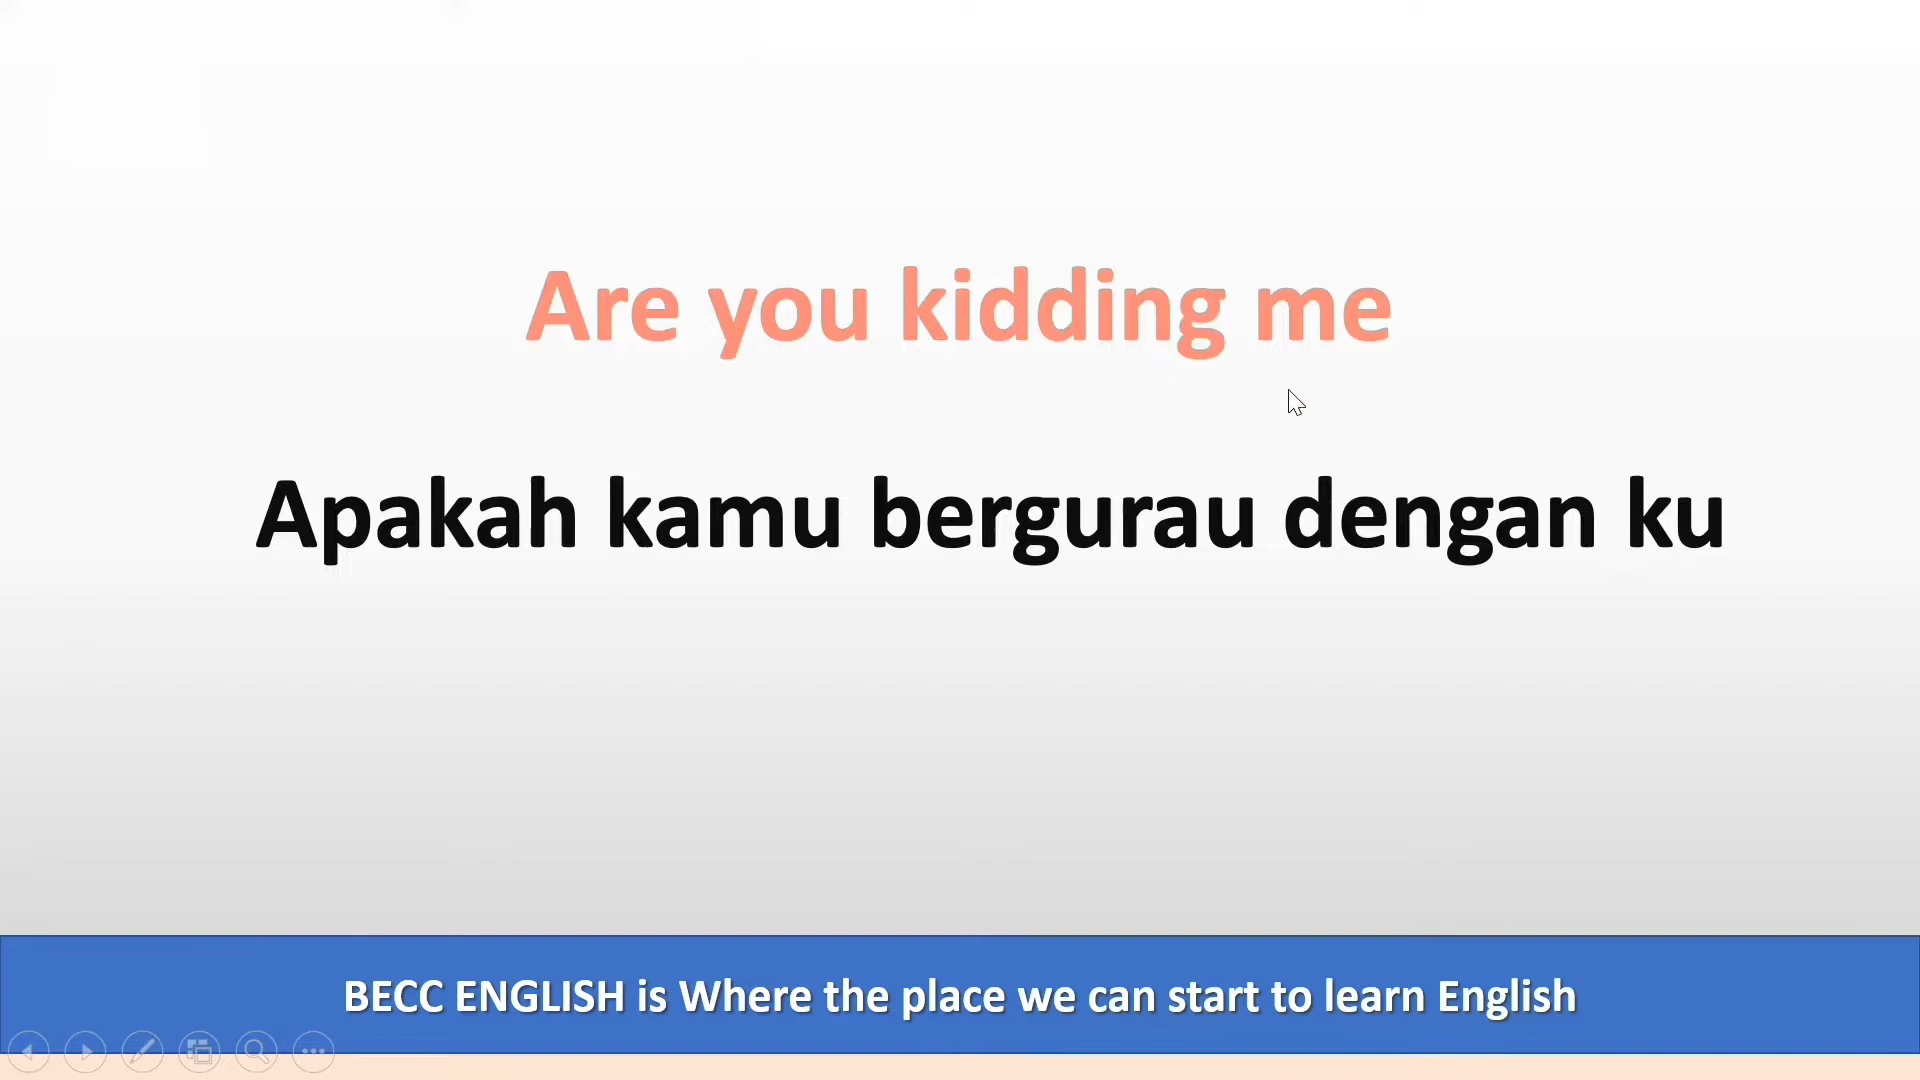 Are you kidding me
Apakah kamu bergurau dengan ku
BECC ENGLISH is Where the place we can start to learn English